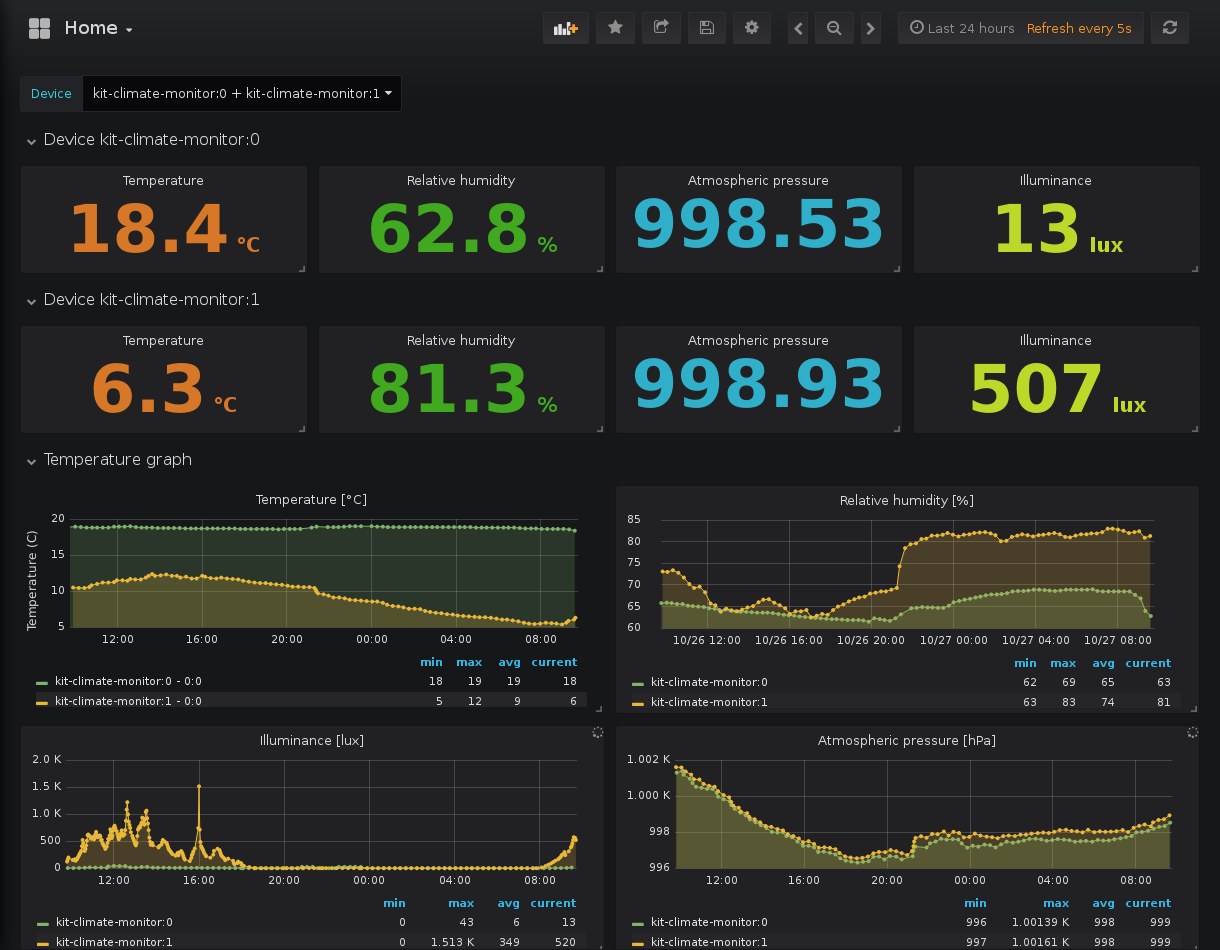 Home
Last 24 hours Refresh every 5s
Device kit-climate-monitor:0 + kit-climate-monitor:1
Device kit-climate-monitor:0
Temperature Relative humidity Atmospheric pressure Illuminance
18.4 °C 62.8 % 998.53 13 lux
Device kit-climate-monitor:1
Temperature Relative humidity Atmospheric pressure Illuminance
6.3 °C 81.3 % 998.93 507 lux
Temperature graph
Temperature [°C]
Temperature (C)
20
15
10
5
12:00 16:00 20:00 00:00 04:00 08:00
min max avg current
kit-climate-monitor:0 - 0:0 18 19 19 18
kit-climate-monitor:1 - 0:0 5 12 9 6
Relative humidity [%]
85
80
75
70
65
60
10/26 12:00 10/26 16:00 10/26 20:00 10/27 00:00 10/27 04:00 10/27 08:00
min max avg current
kit-climate-monitor:0 62 69 65 63
kit-climate-monitor:1 63 83 74 81
Illuminance [lux]
2.0 K
1.5 K
1.0 K
500
0
12:00 16:00 20:00 00:00 04:00 08:00
min max avg current
kit-climate-monitor:0 0 43 6 13
kit-climate-monitor:1 0 1.513 K 349 520
Atmospheric pressure [hPa]
1.002 K
1.000 K
998
996
12:00 16:00 20:00 00:00 04:00 08:00
min max avg current
kit-climate-monitor:0 996 1.00139 K 998 999
kit-climate-monitor:1 997 1.00161 K 998 999